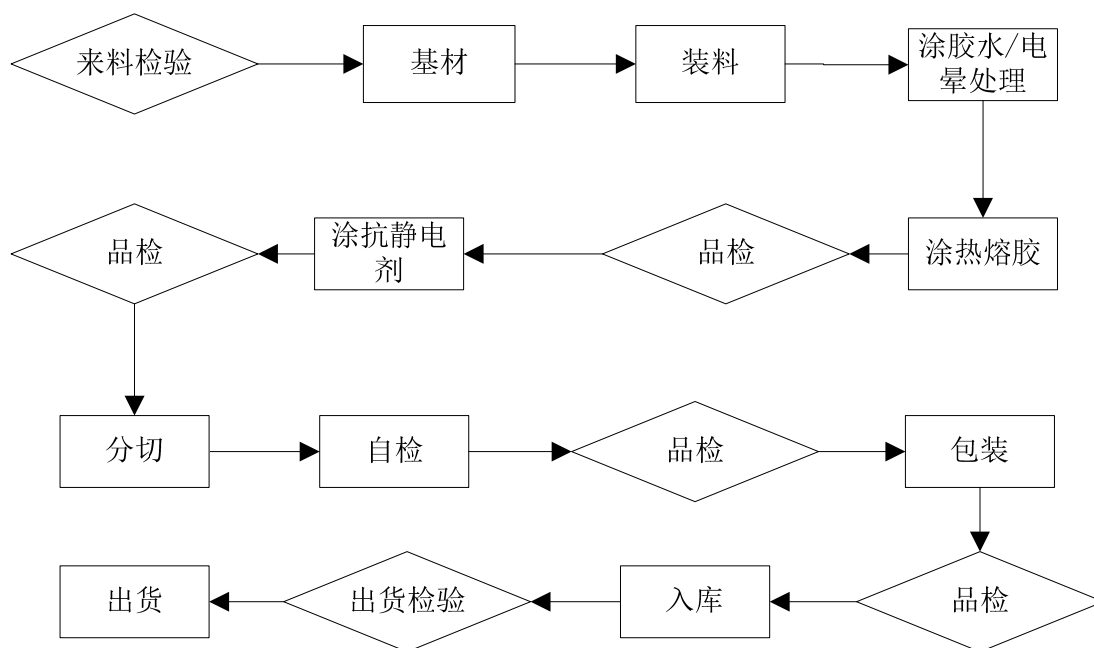 来料检验
基材
装料
涂胶水/电
晕处理
品检
涂抗静电
剂
品检
涂热熔胶
分切
自检
品检
包装
出货
出货检验
入库
品检